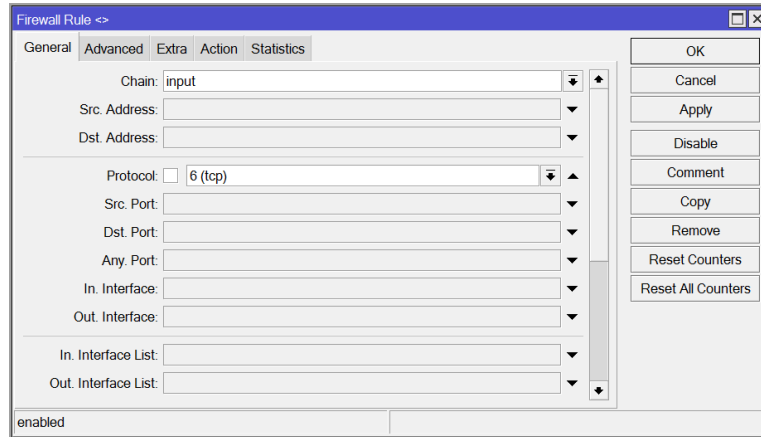 Firewall Rule <>
General Advanced Extra Action Statistics
Chain: input
Src. Address:
Dst. Address:
Protocol: 6 (tcp)
Src. Port:
Dst. Port:
Any. Port:
In. Interface:
Out. Interface:
In. Interface List:
Out. Interface List:
OK
Cancel
Apply
Disable
Comment
Copy
Remove
Reset Counters
Reset All Counters
enabled